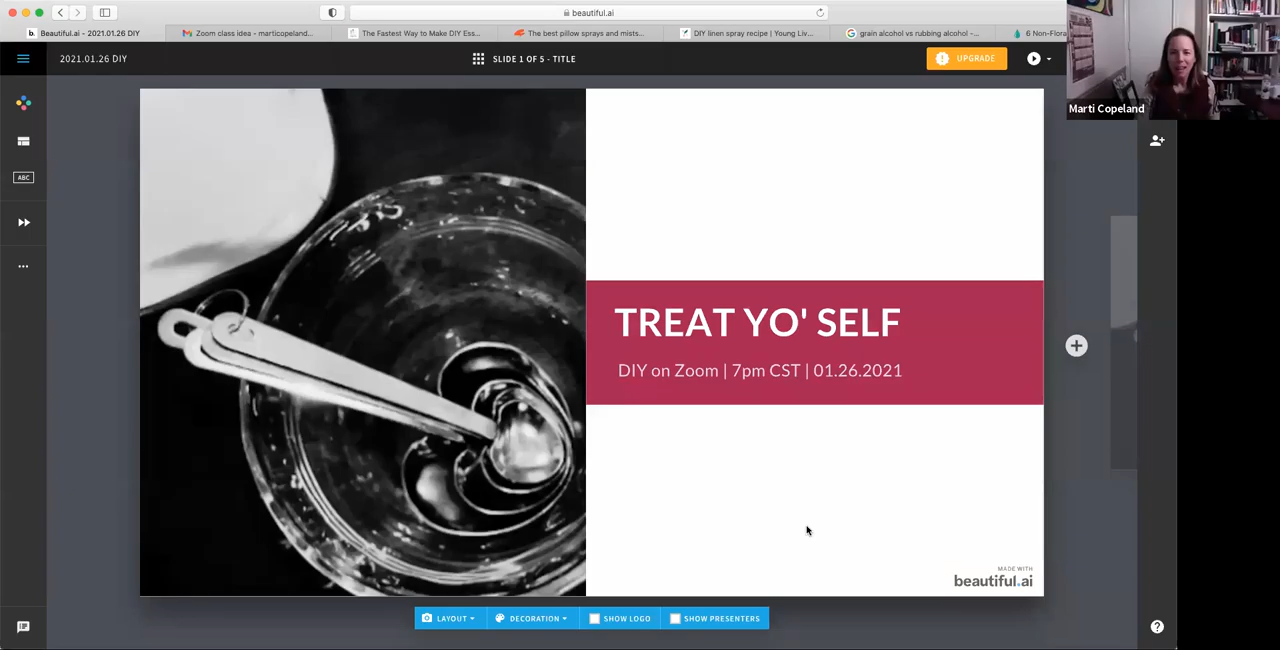 beautiful.ai
b. Beautiful.ai - 2021.01.26 DIY
Zoom class idea - marticopeland...
The Fastest Way to Make DIY Ess...
The best pillow sprays and mists...
DIY linen spray recipe | Young Liv...
grain alcohol vs rubbing alcohol -...
6 Non-Flora
2021.01.26 DIY
SLIDE 1 OF 5 - TITLE
UPGRADE
Marti Copeland
ABC
TREAT YO' SELF
DIY on Zoom | 7pm CST | 01.26.2021
MADE WITH
beautiful.ai
LAYOUT
DECORATION
SHOW LOGO
SHOW PRESENTERS